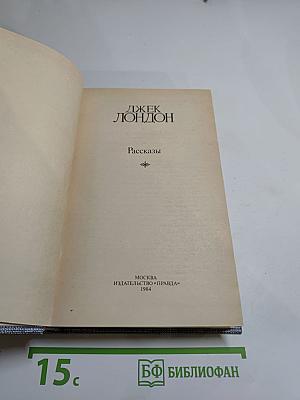 ДЖЕК
ЛОНДОН
Рассказы
МОСКВА
ИЗДАТЕЛЬСТВО «ПРАВДА»
1984
15с
БФ БИБЛИОФАН